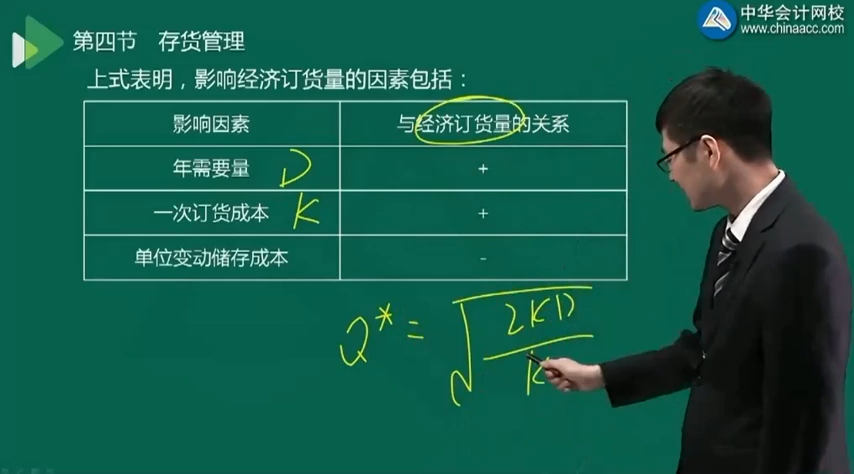 中华会计网校
www.chinaacc.com
第四节 存货管理
上式表明，影响经济订货量的因素包括：
影响因素 与经济订货量的关系
年需要量 D +
一次订货成本 K +
单位变动储存成本 -
Q* = √
2KD
K